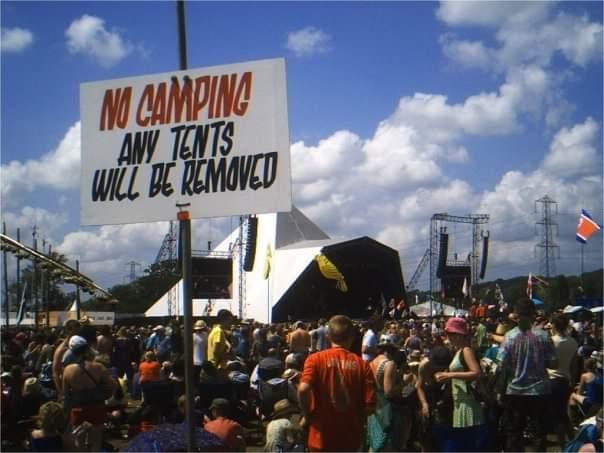 NO CAMPING
ANY TENTS
WILL BE REMOVED